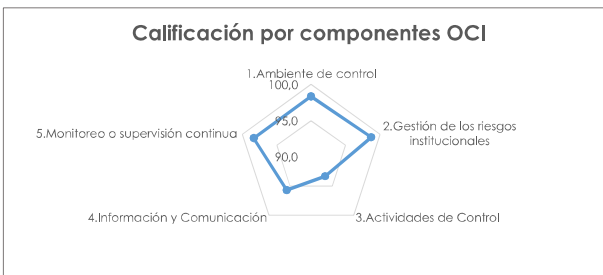 Calificación por componentes OCI
1.Ambiente de control
100,0
95,0
90,0
2.Gestión de los riesgos
institucionales
3.Actividades de Control
4.Información y Comunicación
5.Monitoreo o supervisión continua